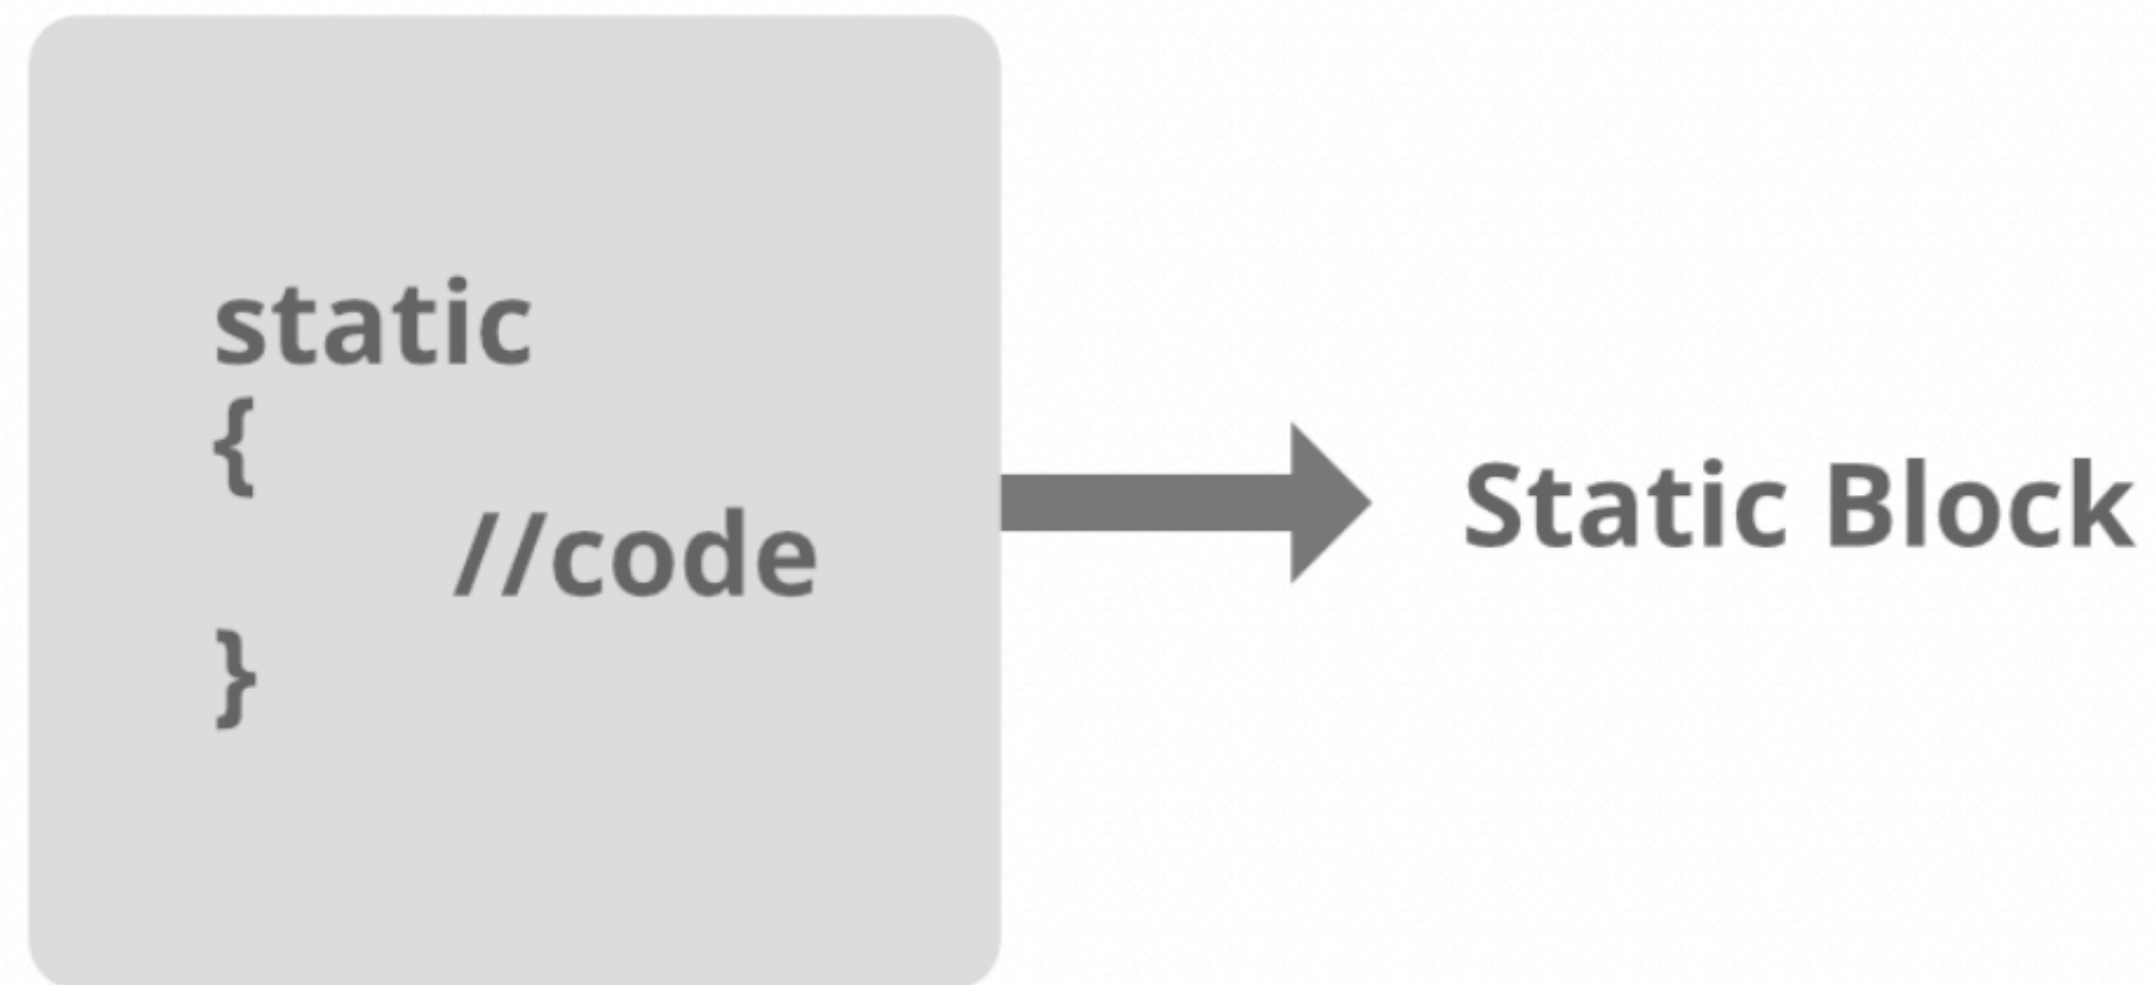 static
{
//code
}
Static Block